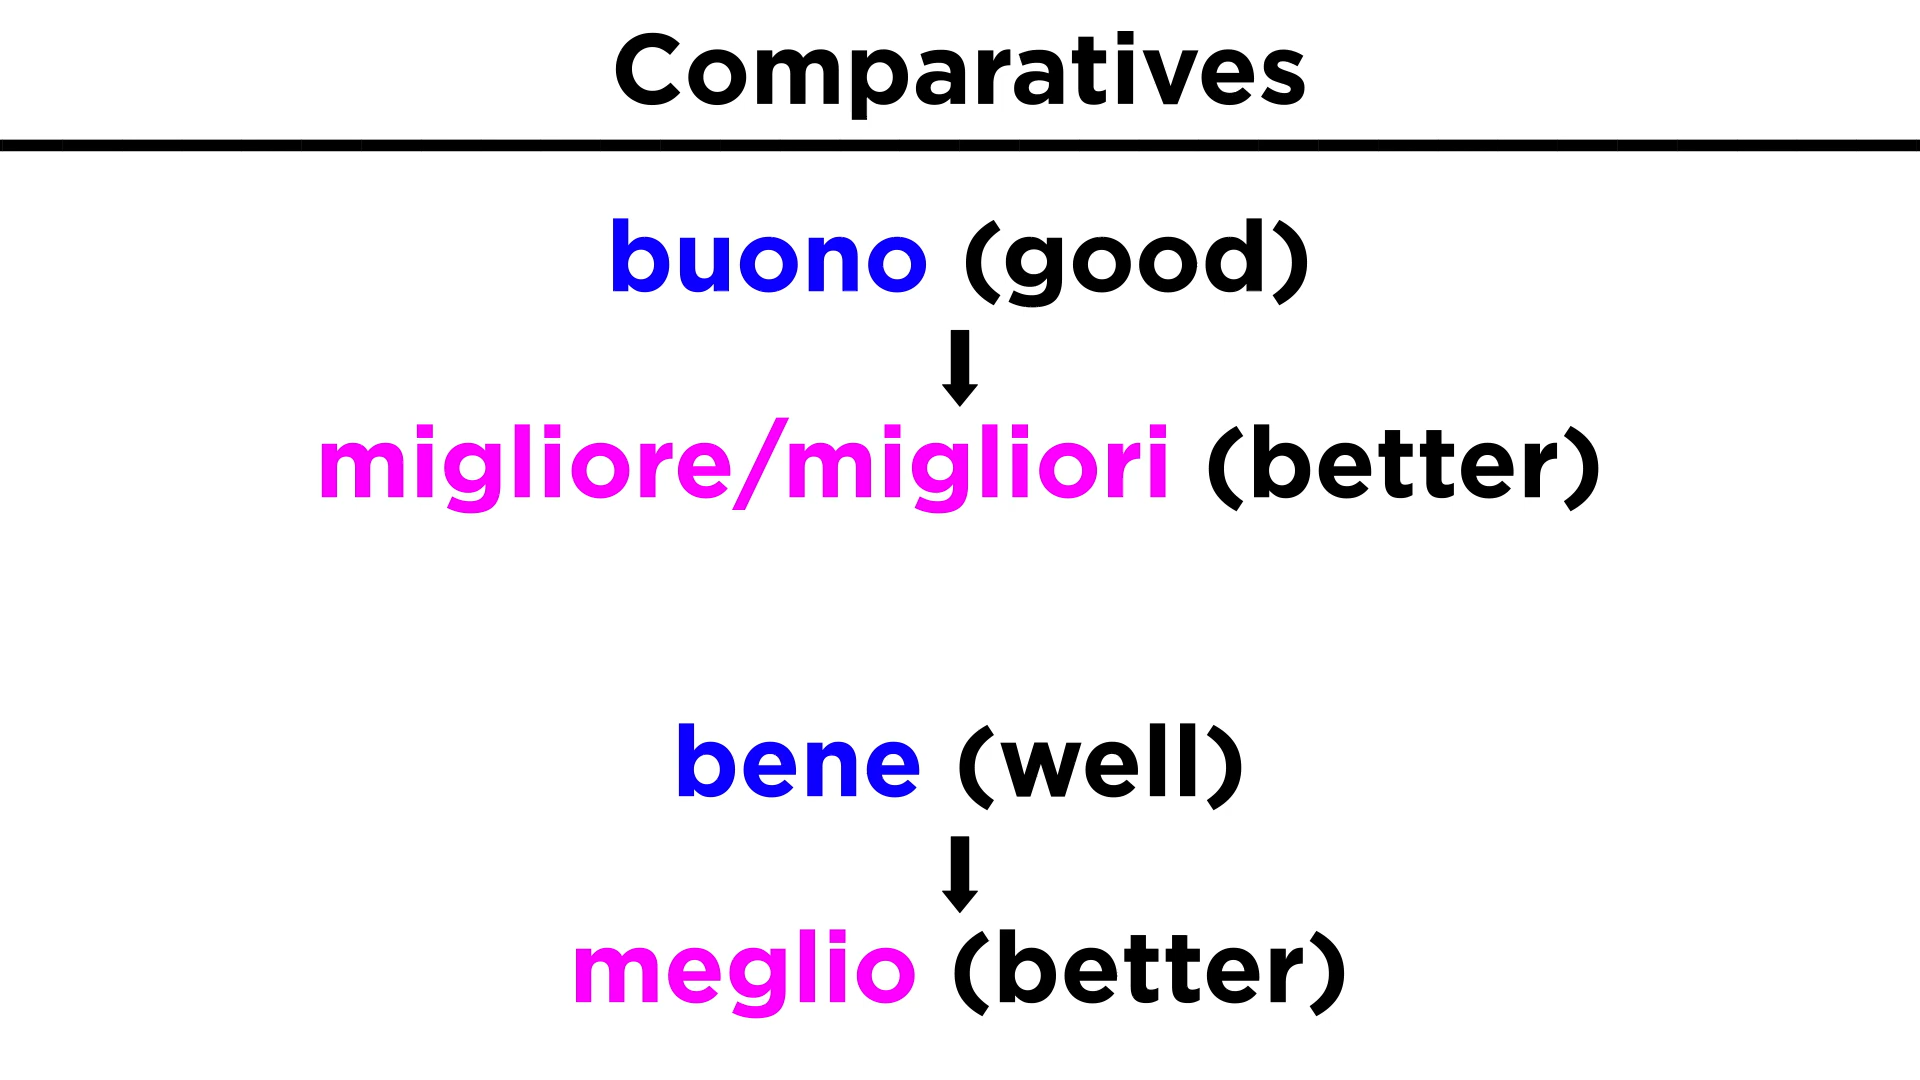 Comparatives
buono (good)
migliore/migliori (better)
bene (well)
meglio (better)